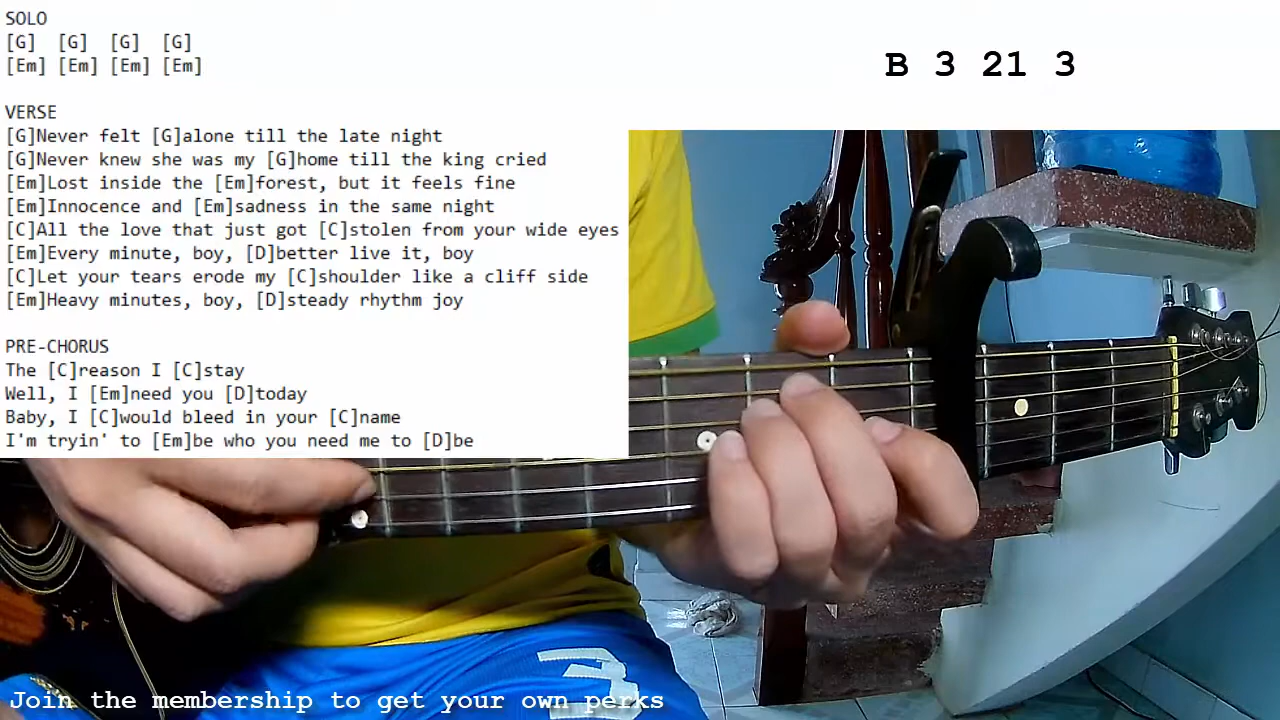 SOLO
[G]  [G]  [G]  [G]
[Em] [Em] [Em] [Em]
VERSE
[G]Never felt [G]alone till the late night
[G]Never knew she was my [G]home till the king cried
[Em]Lost inside the [Em]forest, but it feels fine
[Em]Innocence and [Em]sadness in the same night
[C]All the love that just got [C]stolen from your wide eyes
[Em]Every minute, boy, [D]better live it, boy
[C]Let your tears erode my [C]shoulder like a cliff side
[Em]Heavy minutes, boy, [D]steady rhythm joy
PRE-CHORUS
The [C]reason I [C]stay
Well, I [Em]need you [D]today
Baby, I [C]would bleed in your [C]name
I'm tryin' to [Em]be who you need me to [D]be
B 3 21 3
Join the membership to get your own perks